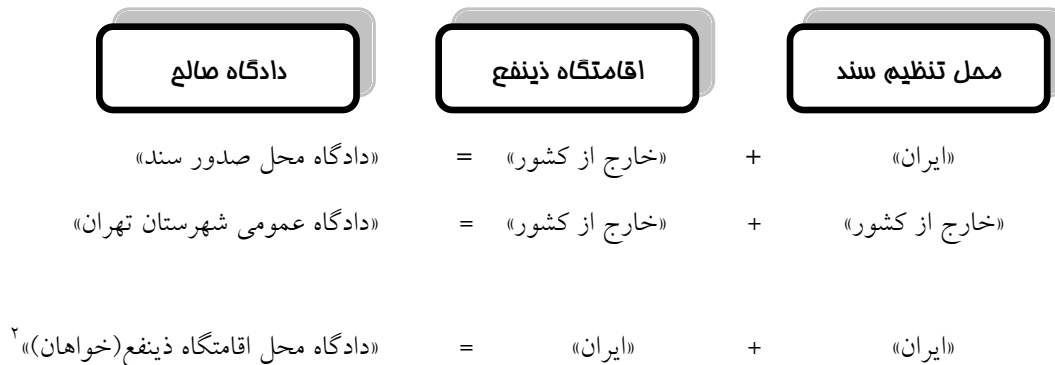 محل تنظیم سند اقامتگاه ذینفع دادگاه صالح
«ایران» + «خارج از کشور» = «دادگاه محل صدور سند»
«خارج از کشور» + «خارج از کشور» = «دادگاه عمومی شهرستان تهران»
«ایران» + «ایران» = «دادگاه محل اقامتگاه ذینفع(خواهان)»۲